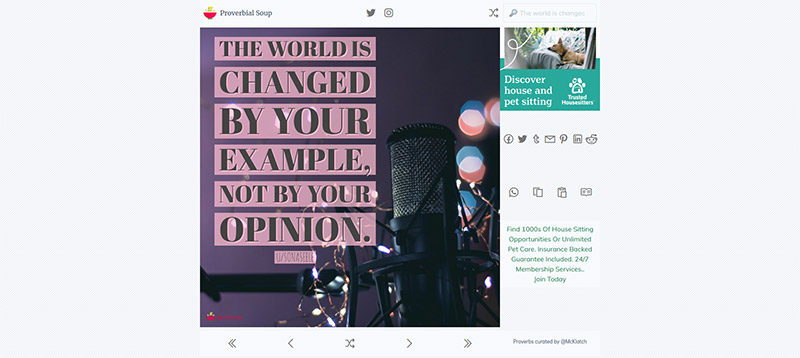 Proverbial Soup
The world is changed
THE WORLD IS
CHANGED
BY YOUR
EXAMPLE,
NOT BY YOUR
OPINION.
U/SONASEELE
Discover
house and
pet sitting
Trusted
Housesitters
Find 1000s Of House Sitting
Opportunities Or Unlimited
Pet Care. Insurance Backed
Guarantee Included. 24/7
Membership Services..
Join Today
Proverbs curated by @McKlatch